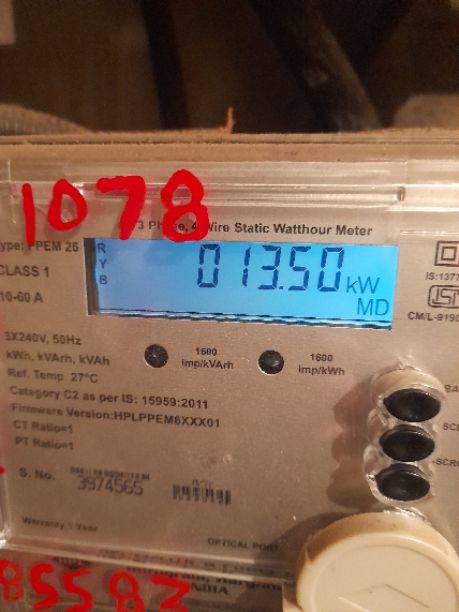 1078
3 Phase, 4 Wire Static Watthour Meter
Type: PPEM 26
CLASS 1
10-60 A
R
Y
B
013.50 kW
MD
IS:1377
CM/L-9190
3X240V, 50Hz
kWh, kVArh, kVAh
Ref. Temp. 27°C
1600
imp/kVArh
1600
imp/kWh
Category C2 as per IS: 15959:2011
Firmware Version:HPLPPEM6XXX01
CT Ratio=1
PT Ratio=1
S. No. 3974565
Warranty 1 Year
OPTICAL PORT
85583